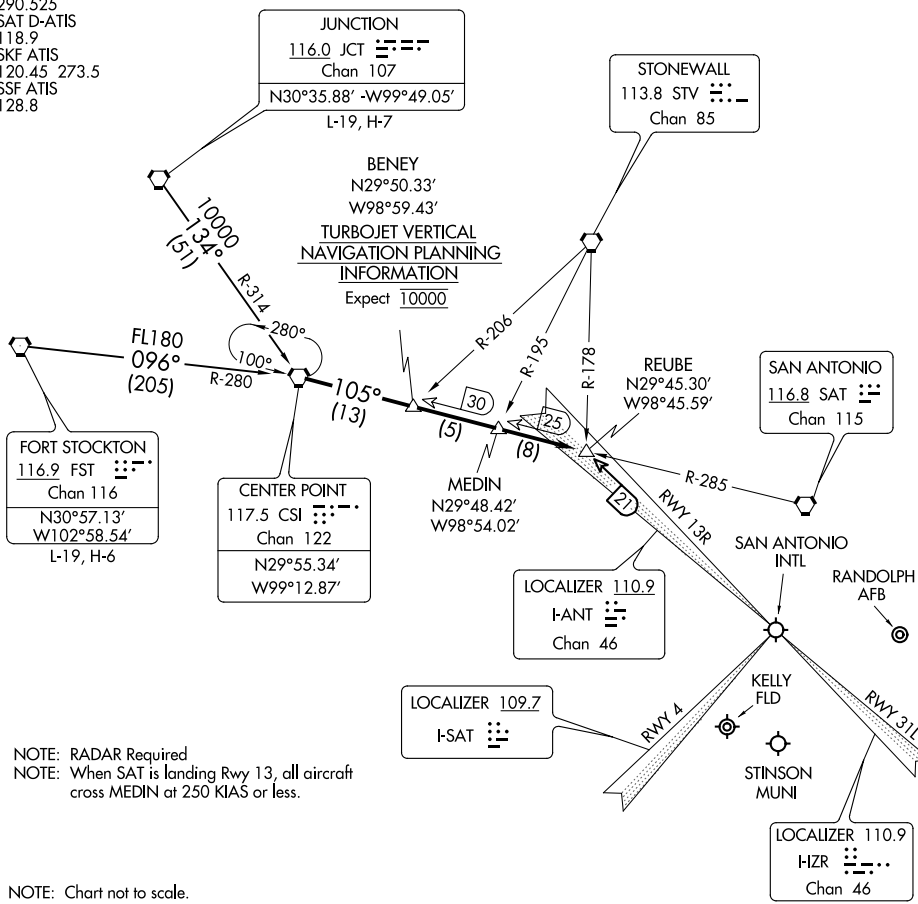 290.525
SAT D-ATIS
118.9
SKF ATIS
120.45 273.5
SSF ATIS
128.8
JUNCTION
116.0 JCT
Chan 107
N30°35.88′ -W99°49.05′
L-19, H-7
STONEWALL
113.8 STV
Chan 85
BENEY
N29°50.33′
W98°59.43′
TURBOJET VERTICAL
NAVIGATION PLANNING
INFORMATION
Expect 10000
10000
134°
(51)
R-314
R-206
R-195
R-178
FL180
096°
(205)
R-280
280°
100°
105°
(13)
30
(5)
25
(8)
REUBE
N29°45.30′
W98°45.59′
SAN ANTONIO
116.8 SAT
Chan 115
R-285
21
FORT STOCKTON
116.9 FST
Chan 116
N30°57.13′
W102°58.54′
L-19, H-6
CENTER POINT
117.5 CSI
Chan 122
N29°55.34′
W99°12.87′
MEDIN
N29°48.42′
W98°54.02′
RWY 13R
SAN ANTONIO
INTL
RANDOLPH
AFB
LOCALIZER 110.9
I-ANT
Chan 46
LOCALIZER 109.7
I-SAT
RWY 4
KELLY
FLD
RWY 31L
STINSON
MUNI
LOCALIZER 110.9
I-IZR
Chan 46
NOTE: RADAR Required
NOTE: When SAT is landing Rwy 13, all aircraft
cross MEDIN at 250 KIAS or less.
NOTE: Chart not to scale.